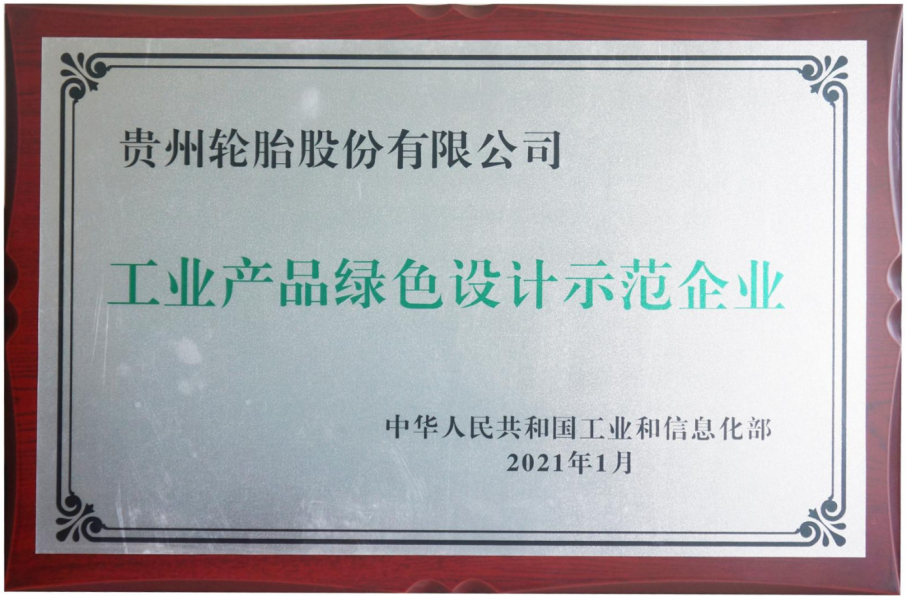 贵州轮胎股份有限公司
工业产品绿色设计示范企业
中华人民共和国工业和信息化部
2021年1月